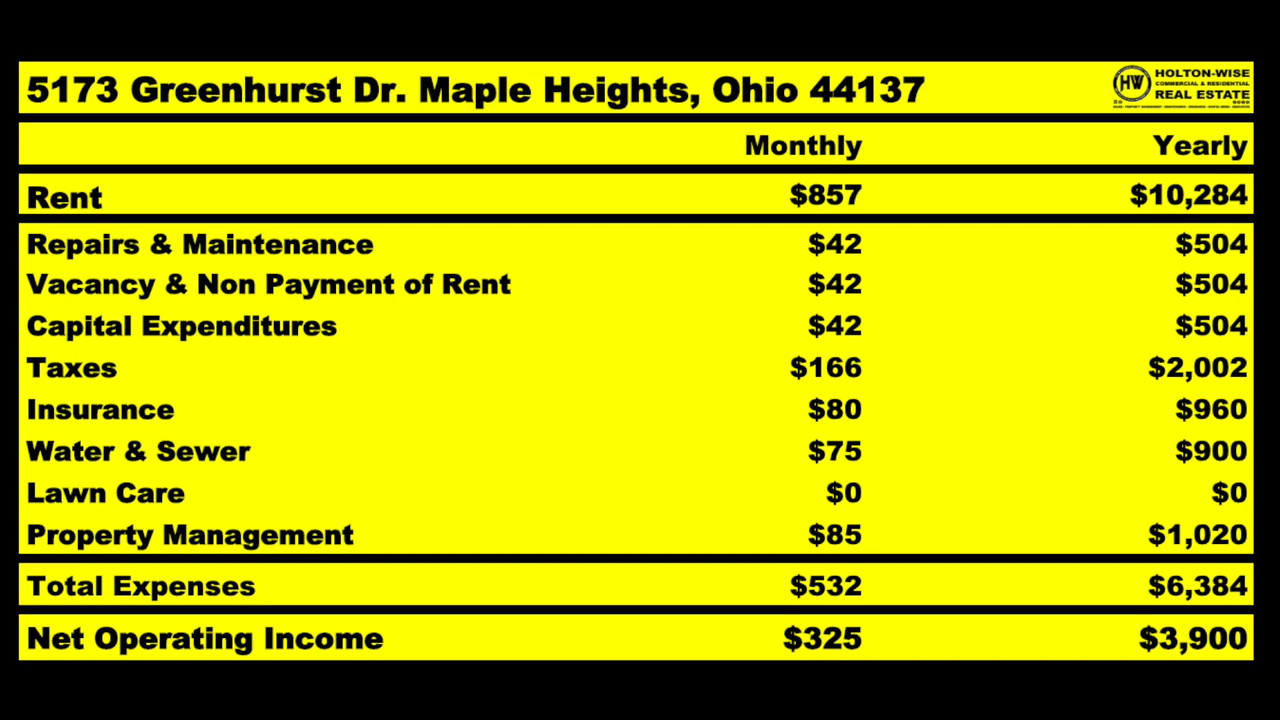 5173 Greenhurst Dr. Maple Heights, Ohio 44137
HW
HOLTON-WISE
COMMERCIAL & RESIDENTIAL
REAL ESTATE
Monthly Yearly
Rent $857 $10,284
Repairs & Maintenance $42 $504
Vacancy & Non Payment of Rent $42 $504
Capital Expenditures $42 $504
Taxes $166 $2,002
Insurance $80 $960
Water & Sewer $75 $900
Lawn Care $0 $0
Property Management $85 $1,020
Total Expenses $532 $6,384
Net Operating Income $325 $3,900